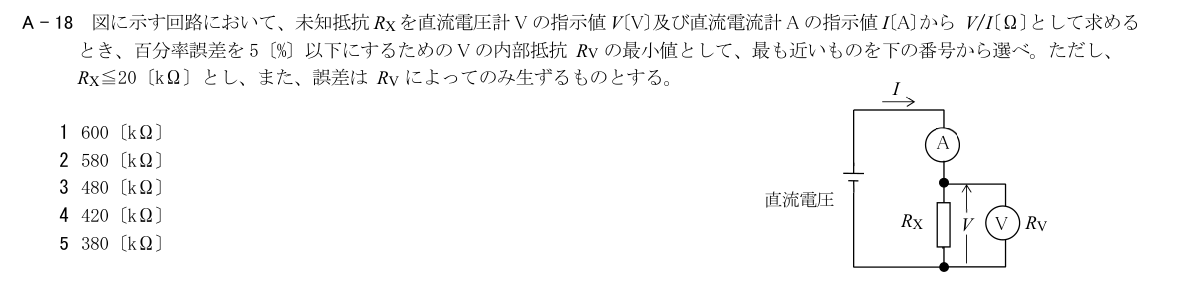 A－18　図に示す回路において、未知抵抗 RXを直流電圧計 V の指示値 V〔V〕及び直流電流計 A の指示値 I〔A〕から V/I〔Ω〕として求める
とき、百分率誤差を 5〔%〕以下にするための V の内部抵抗 RV の最小値として、最も近いものを下の番号から選べ。ただし、
RX≦20〔kΩ〕とし、また、誤差は RV によってのみ生ずるものとする。
1 600〔kΩ〕
2 580〔kΩ〕
3 480〔kΩ〕
4 420〔kΩ〕
5 380〔kΩ〕
I
A
直流電圧
RX V V RV